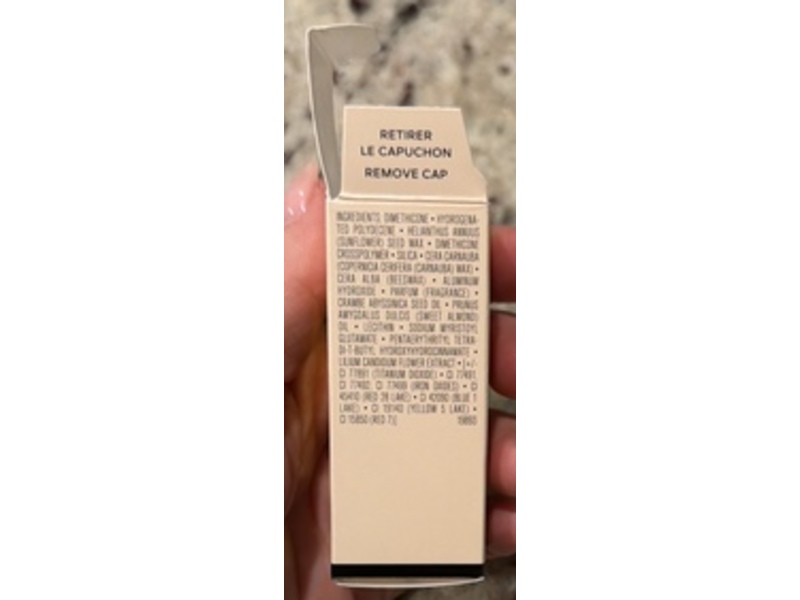 RETIRER
LE CAPUCHON
REMOVE CAP
INGREDIENTS: DIMETHICONE • HYDROGENA-
TED POLYDECENE • HELIANTHUS ANNUUS
(SUNFLOWER) SEED WAX • DIMETHICONE
CROSSPOLYMER • SILICA • CERA CARNAUBA
(COPERNICIA CERIFERA (CARNAUBA) WAX) •
CERA ALBA (BEESWAX) • ALUMINUM
HYDROXIDE • PARFUM (FRAGRANCE) •
CRAMBE ABYSSINICA SEED OIL • PRUNUS
AMYGDALUS DULCIS (SWEET ALMOND)
OIL • LECITHIN • SODIUM MYRISTOYL
GLUTAMATE • PENTAERYTHRITYL TETRA-
DI-T-BUTYL HYDROXYHYDROCINNAMATE •
LILIUM CANDIDUM FLOWER EXTRACT • [+/-
CI 77891 (TITANIUM DIOXIDE) • CI 77491,
CI 77492, CI 77499 (IRON OXIDES) • CI
45410 (RED 28 LAKE) • CI 42090 (BLUE 1
LAKE) • CI 19140 (YELLOW 5 LAKE) •
CI 15850 (RED 7)]